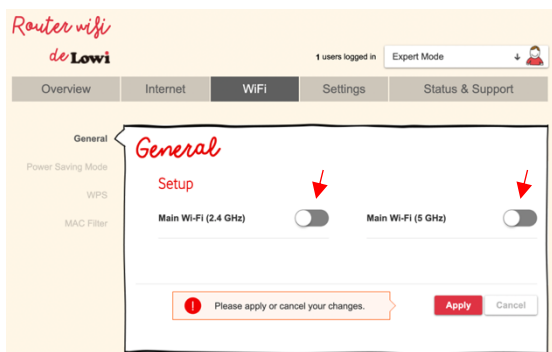 Router wifi
de Lowi
1 users logged in
Expert Mode
Overview Internet WiFi Settings Status & Support
General
Power Saving Mode
WPS
MAC Filter
General
Setup
Main Wi-Fi (2.4 GHz) Main Wi-Fi (5 GHz)
Please apply or cancel your changes.
Apply Cancel